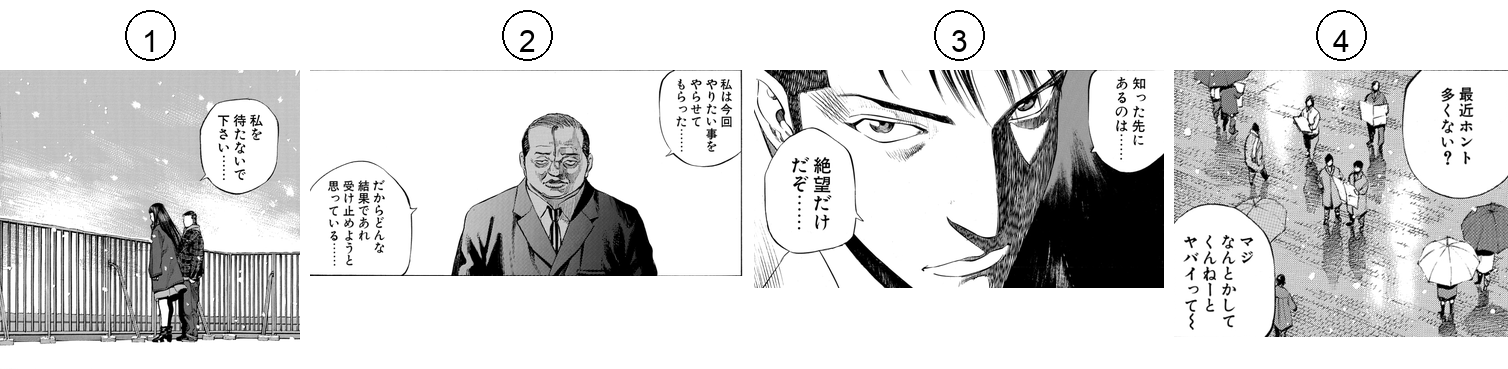 1
私を
待たないで
下さい……
2
私は今回
やりたい事を
やらせて
もらった……
だからどんな
結果であれ
受け止めようと
思っている……
3
知った先に
あるのは……
絶望だけ
だぞ……
4
最近ホント
多くない?
マジ
なんとかして
くんねーと
ヤバイって〜